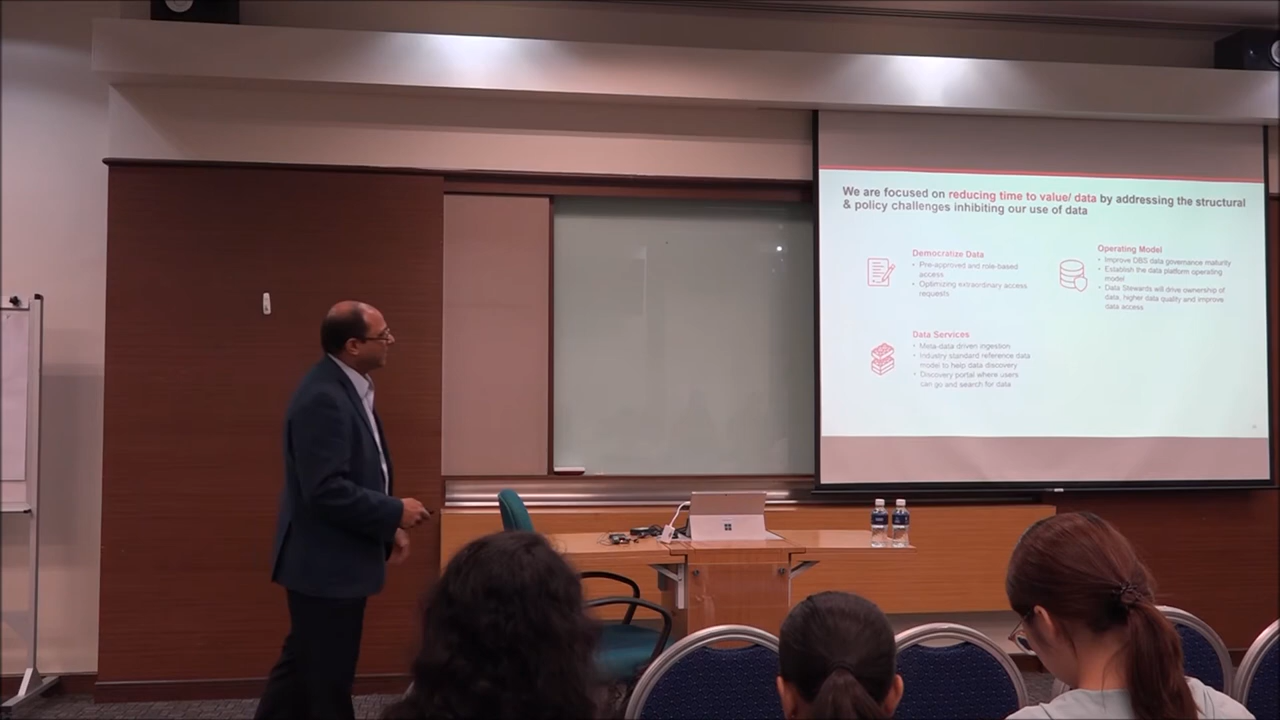 We are focused on reducing time to value/ data by addressing the structural
& policy challenges inhibiting our use of data
Democratize Data
• Pre-approved and role-based
access
• Optimizing extraordinary access
requests
Operating Model
• Improve DBS data governance maturity
• Establish the data platform operating
model
• Data Stewards will drive ownership of
data, higher data quality and improve
data access
Data Services
• Meta-data driven ingestion
• Industry standard reference data
model to help data discovery
• Discovery portal where users
can go and search for data